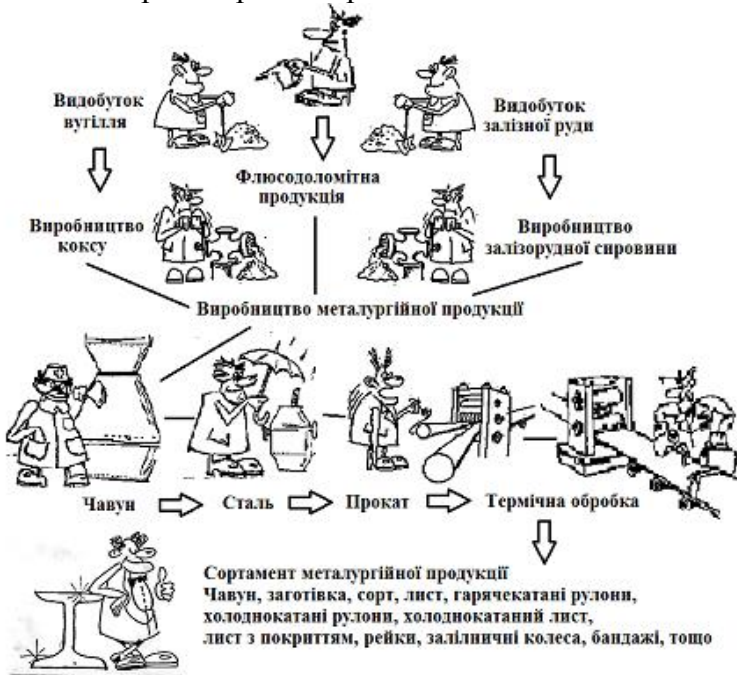 Видобуток
вугілля
Видобуток
залізної руди
Флюсодоломітна
продукція
Виробництво
коксу
Виробництво
залізорудної сировини
Виробництво металургійної продукції
Чавун
Сталь
Прокат
Термічна обробка
Сортамент металургійної продукції
Чавун, заготівка, сорт, лист, гарячекатані рулони,
холоднокатані рулони, холоднокатаний лист,
лист з покриттям, рейки, залілничні колеса, бандажі, тощо